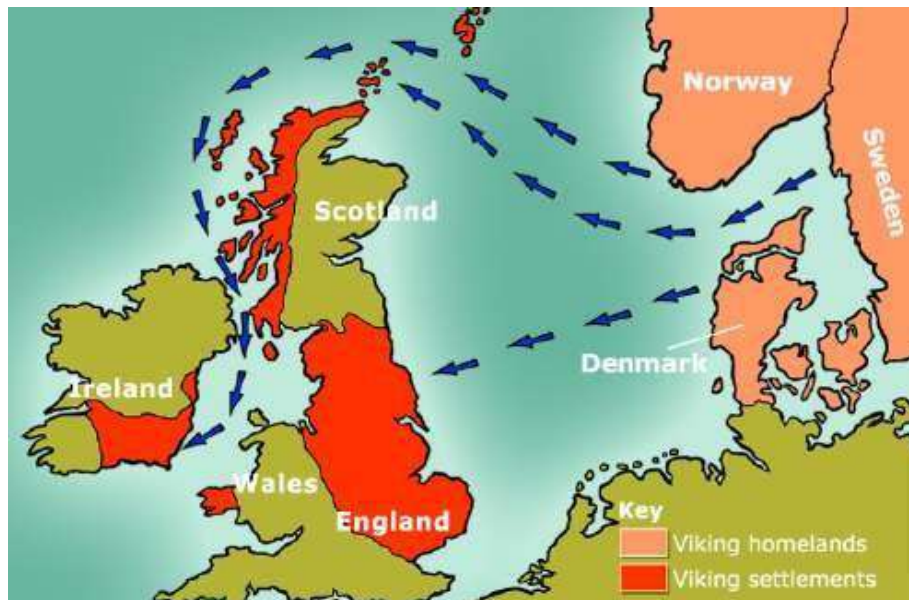 Norway
Sweden
Scotland
Denmark
Ireland
Wales
England
Key
Viking homelands
Viking settlements